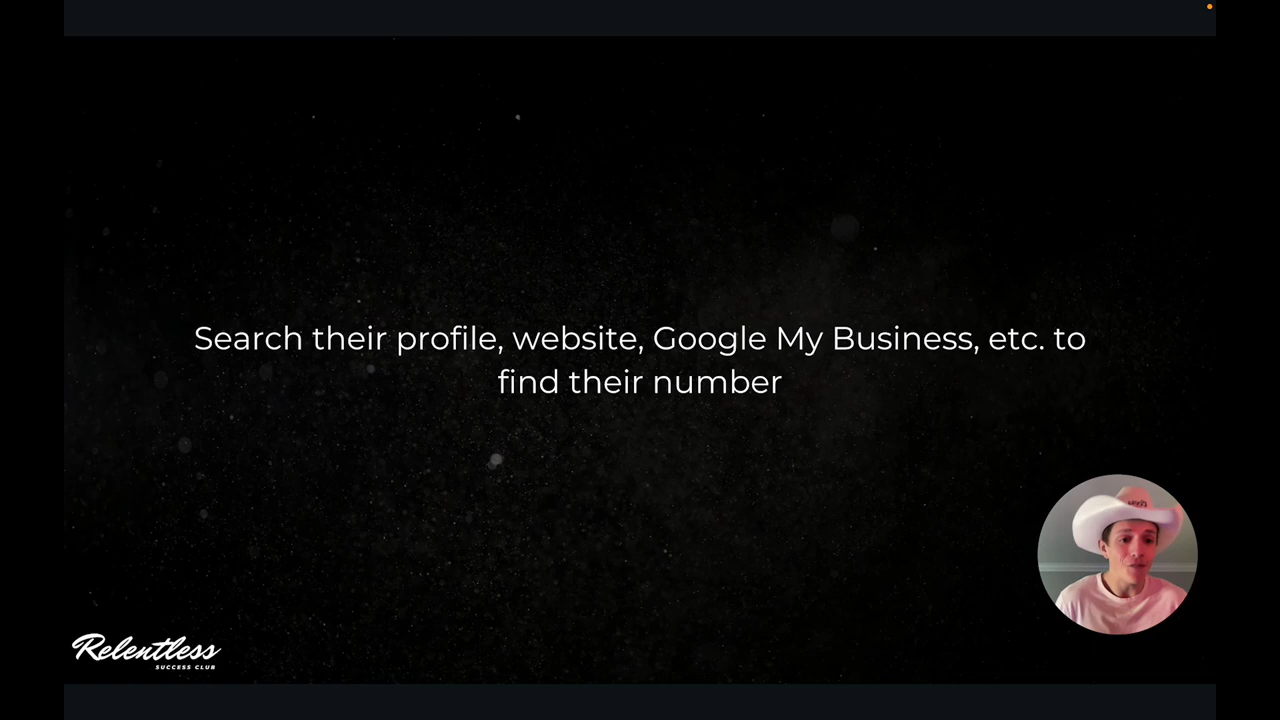 Search their profile, website, Google My Business, etc. to
find their number
Relentless
SUCCESS CLUB